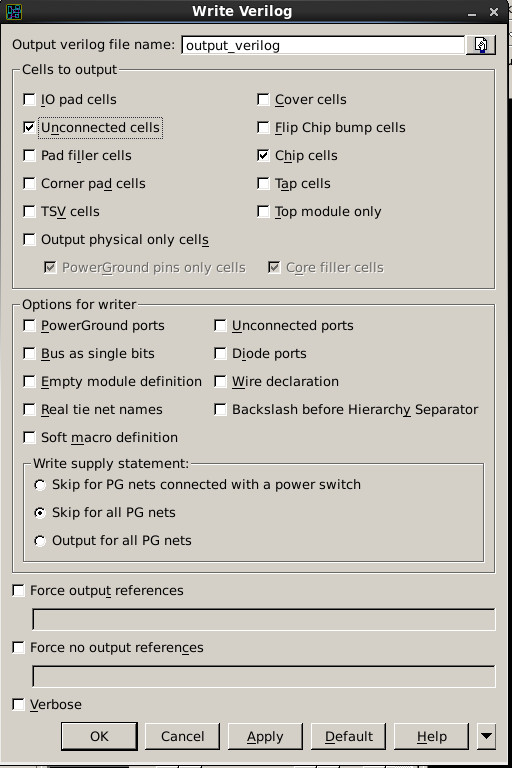 Write Verilog
Output verilog file name: output_verilog
Cells to output
IO pad cells
Cover cells
Unconnected cells
Flip Chip bump cells
Pad filler cells
Chip cells
Corner pad cells
Tap cells
TSV cells
Top module only
Output physical only cells
PowerGround pins only cells
Core filler cells
Options for writer
PowerGround ports
Unconnected ports
Bus as single bits
Diode ports
Empty module definition
Wire declaration
Real tie net names
Backslash before Hierarchy Separator
Soft macro definition
Write supply statement:
Skip for PG nets connected with a power switch
Skip for all PG nets
Output for all PG nets
Force output references
Force no output references
Verbose
OK
Cancel
Apply
Default
Help